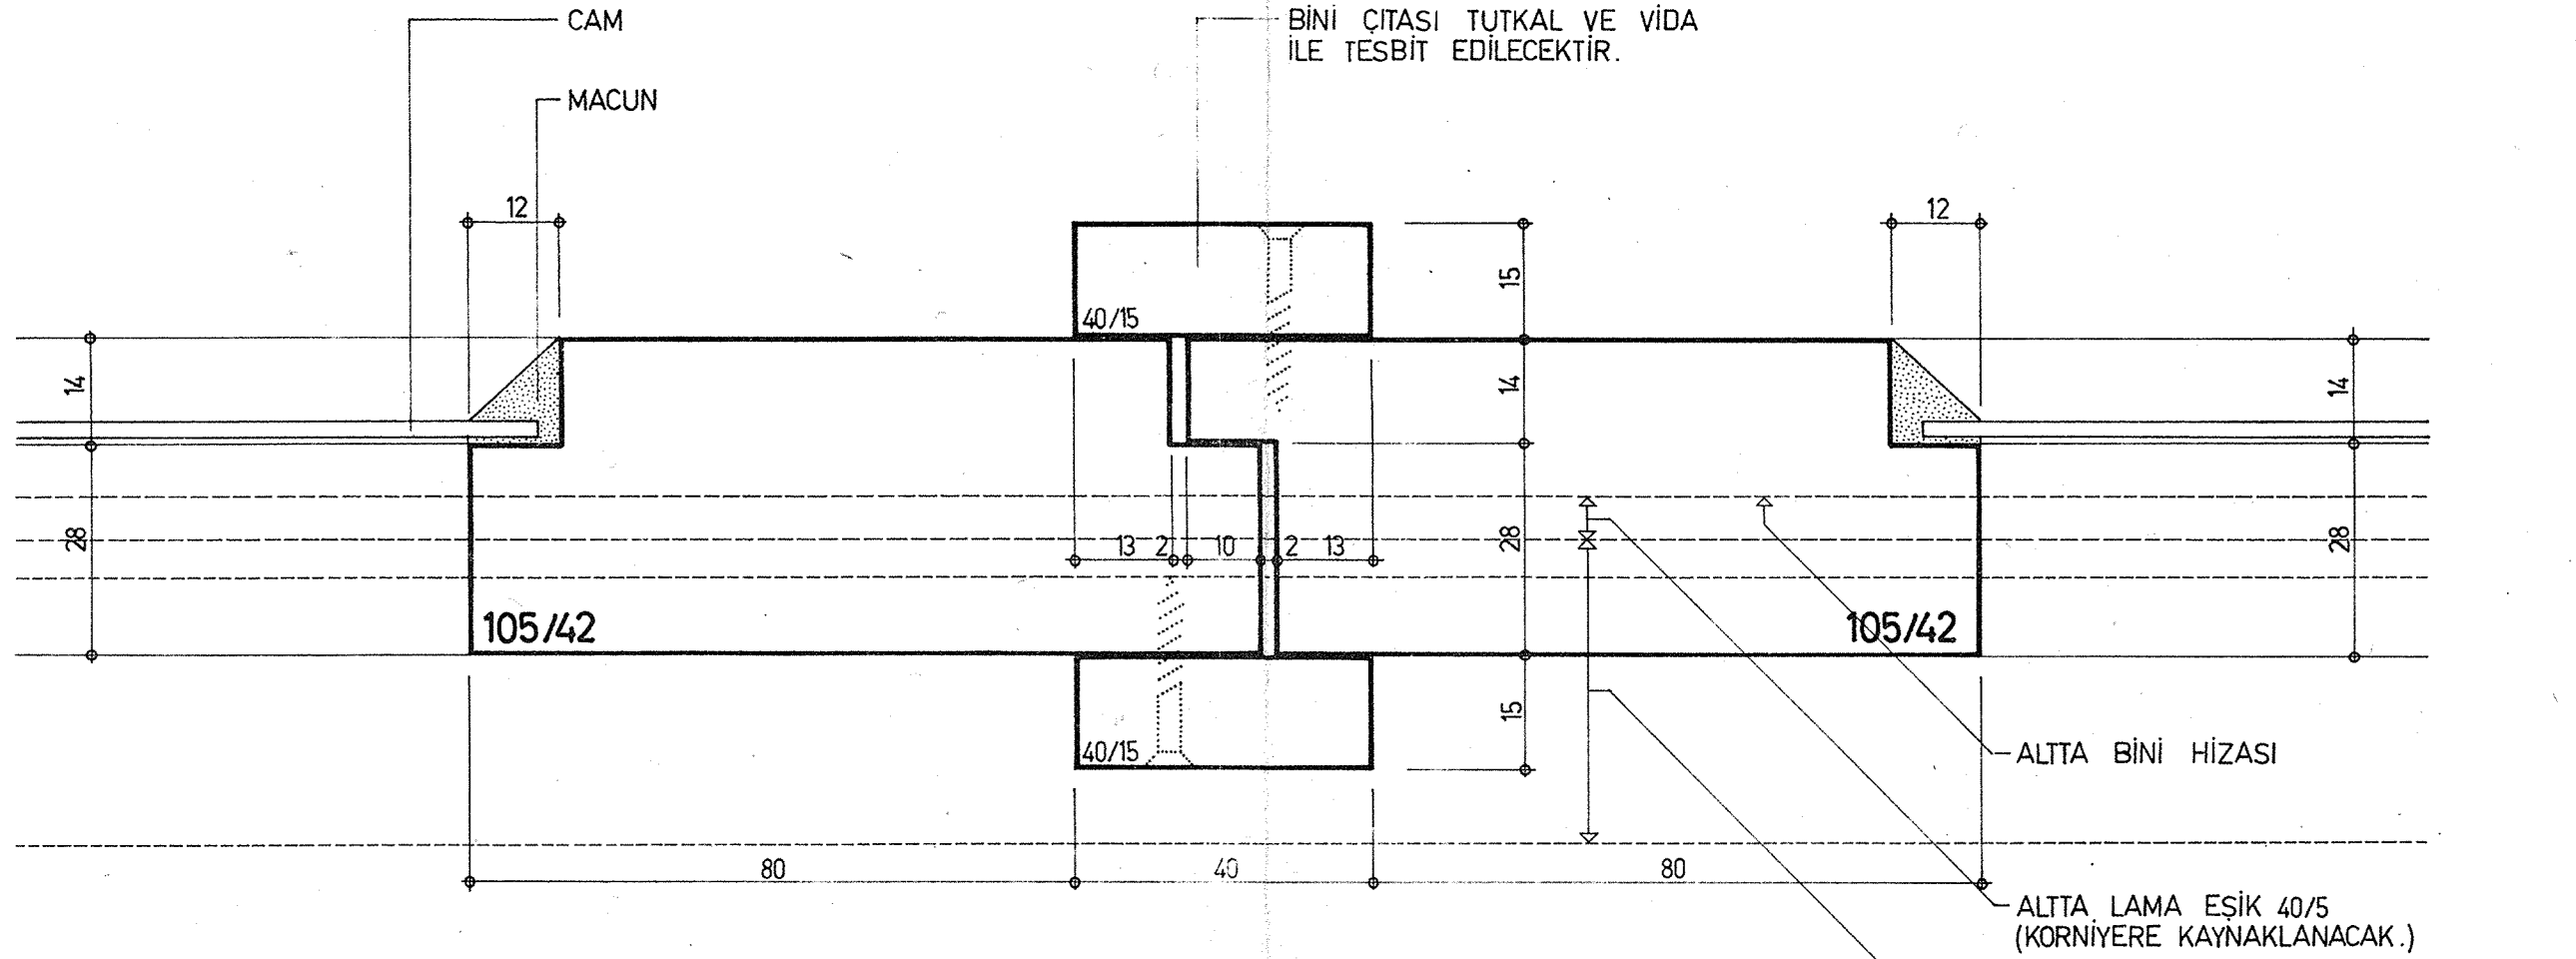 CAM
BİNİ ÇITASI TUTKAL VE VİDA
İLE TESBİT EDİLECEKTİR.
MACUN
12
12
15
40/15
14
14
14
28
13 2 10 2 13
28
28
105/42
105/42
15
40/15
ALTTA BİNİ HİZASI
80
40
80
ALTTA LAMA EŞİK 40/5
(KORNİYERE KAYNAKLANACAK.)